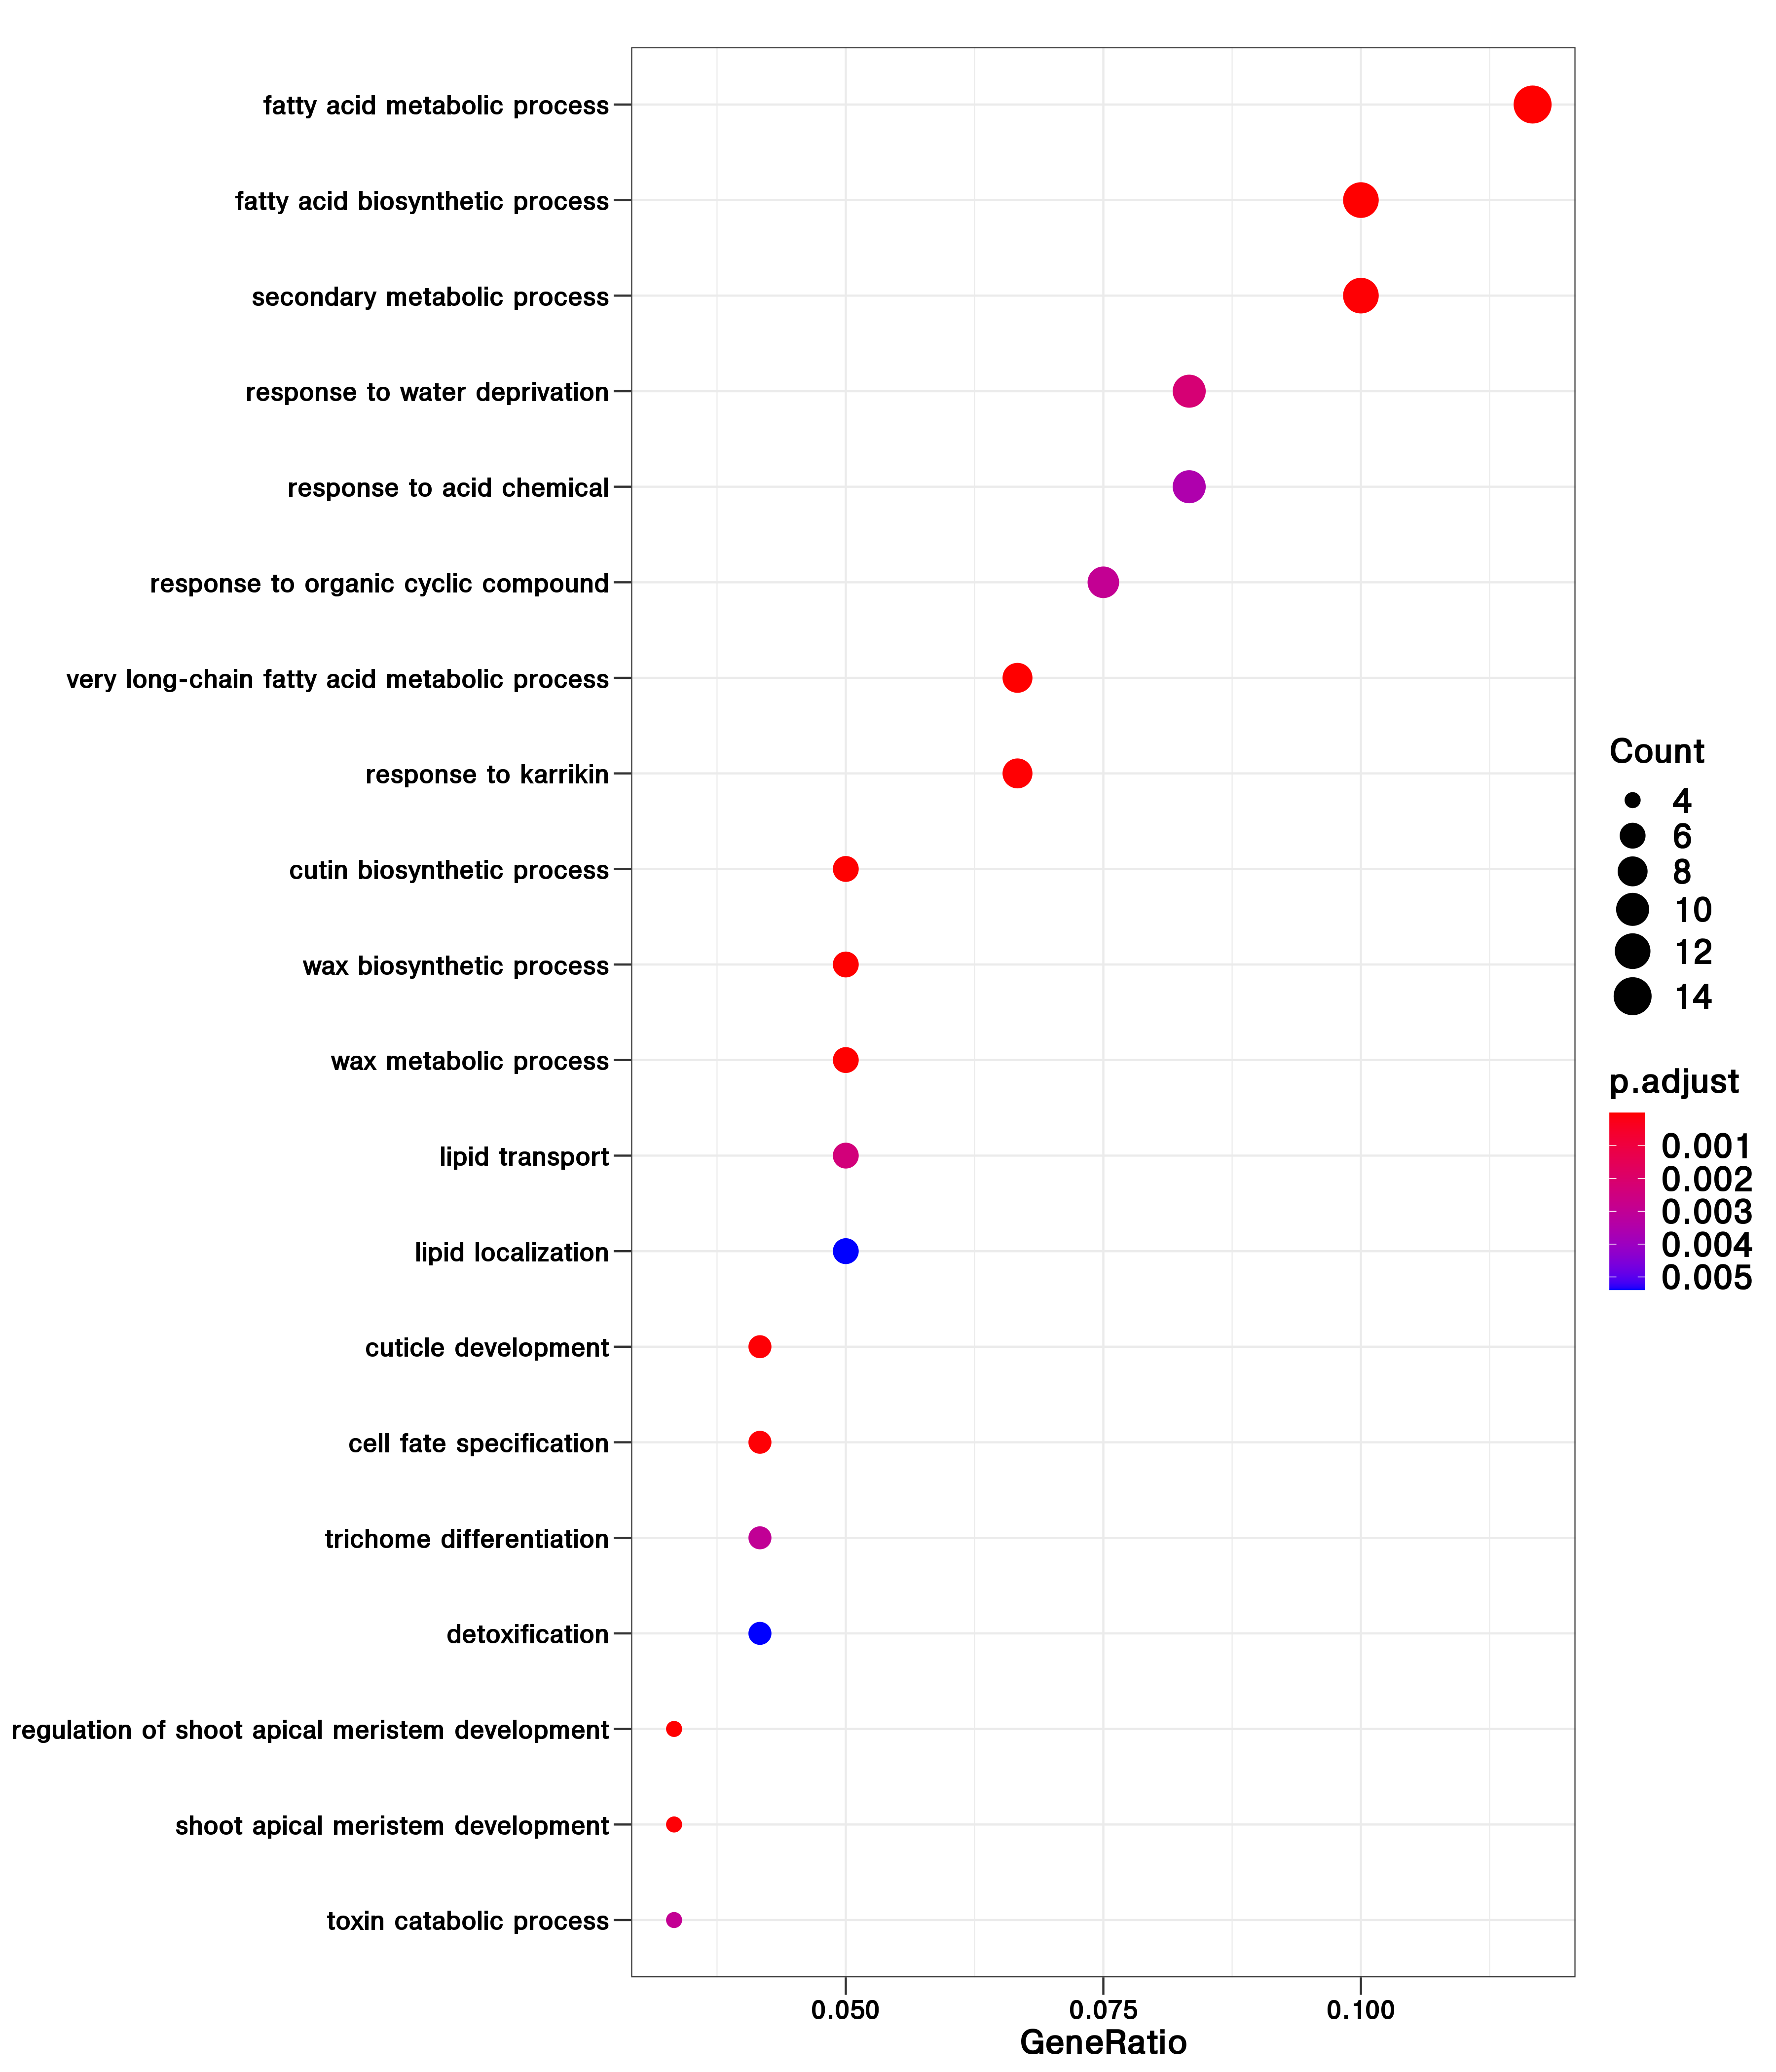 fatty acid metabolic process
fatty acid biosynthetic process
secondary metabolic process
response to water deprivation
response to acid chemical
response to organic cyclic compound
very long-chain fatty acid metabolic process
response to karrikin
cutin biosynthetic process
wax biosynthetic process
wax metabolic process
lipid transport
lipid localization
cuticle development
cell fate specification
trichome differentiation
detoxification
regulation of shoot apical meristem development
shoot apical meristem development
toxin catabolic process
0.050 0.075 0.100
GeneRatio
Count
4
6
8
10
12
14
p.adjust
0.001
0.002
0.003
0.004
0.005